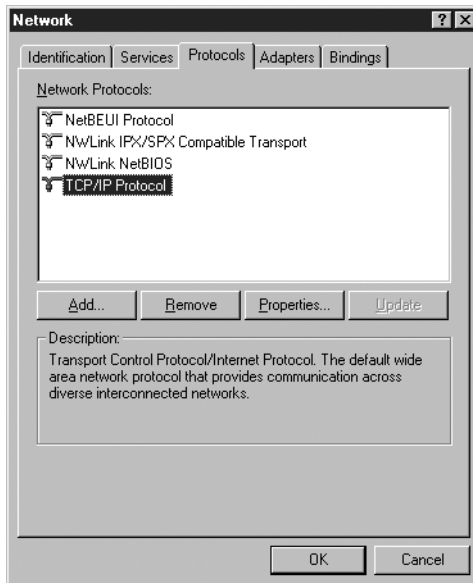 Network
Identification Services Protocols Adapters Bindings
Network Protocols:
NetBEUI Protocol
NWLink IPX/SPX Compatible Transport
NWLink NetBIOS
TCP/IP Protocol
Add... Remove Properties... Update
Description:
Transport Control Protocol/Internet Protocol. The default wide
area network protocol that provides communication across
diverse interconnected networks.
OK Cancel